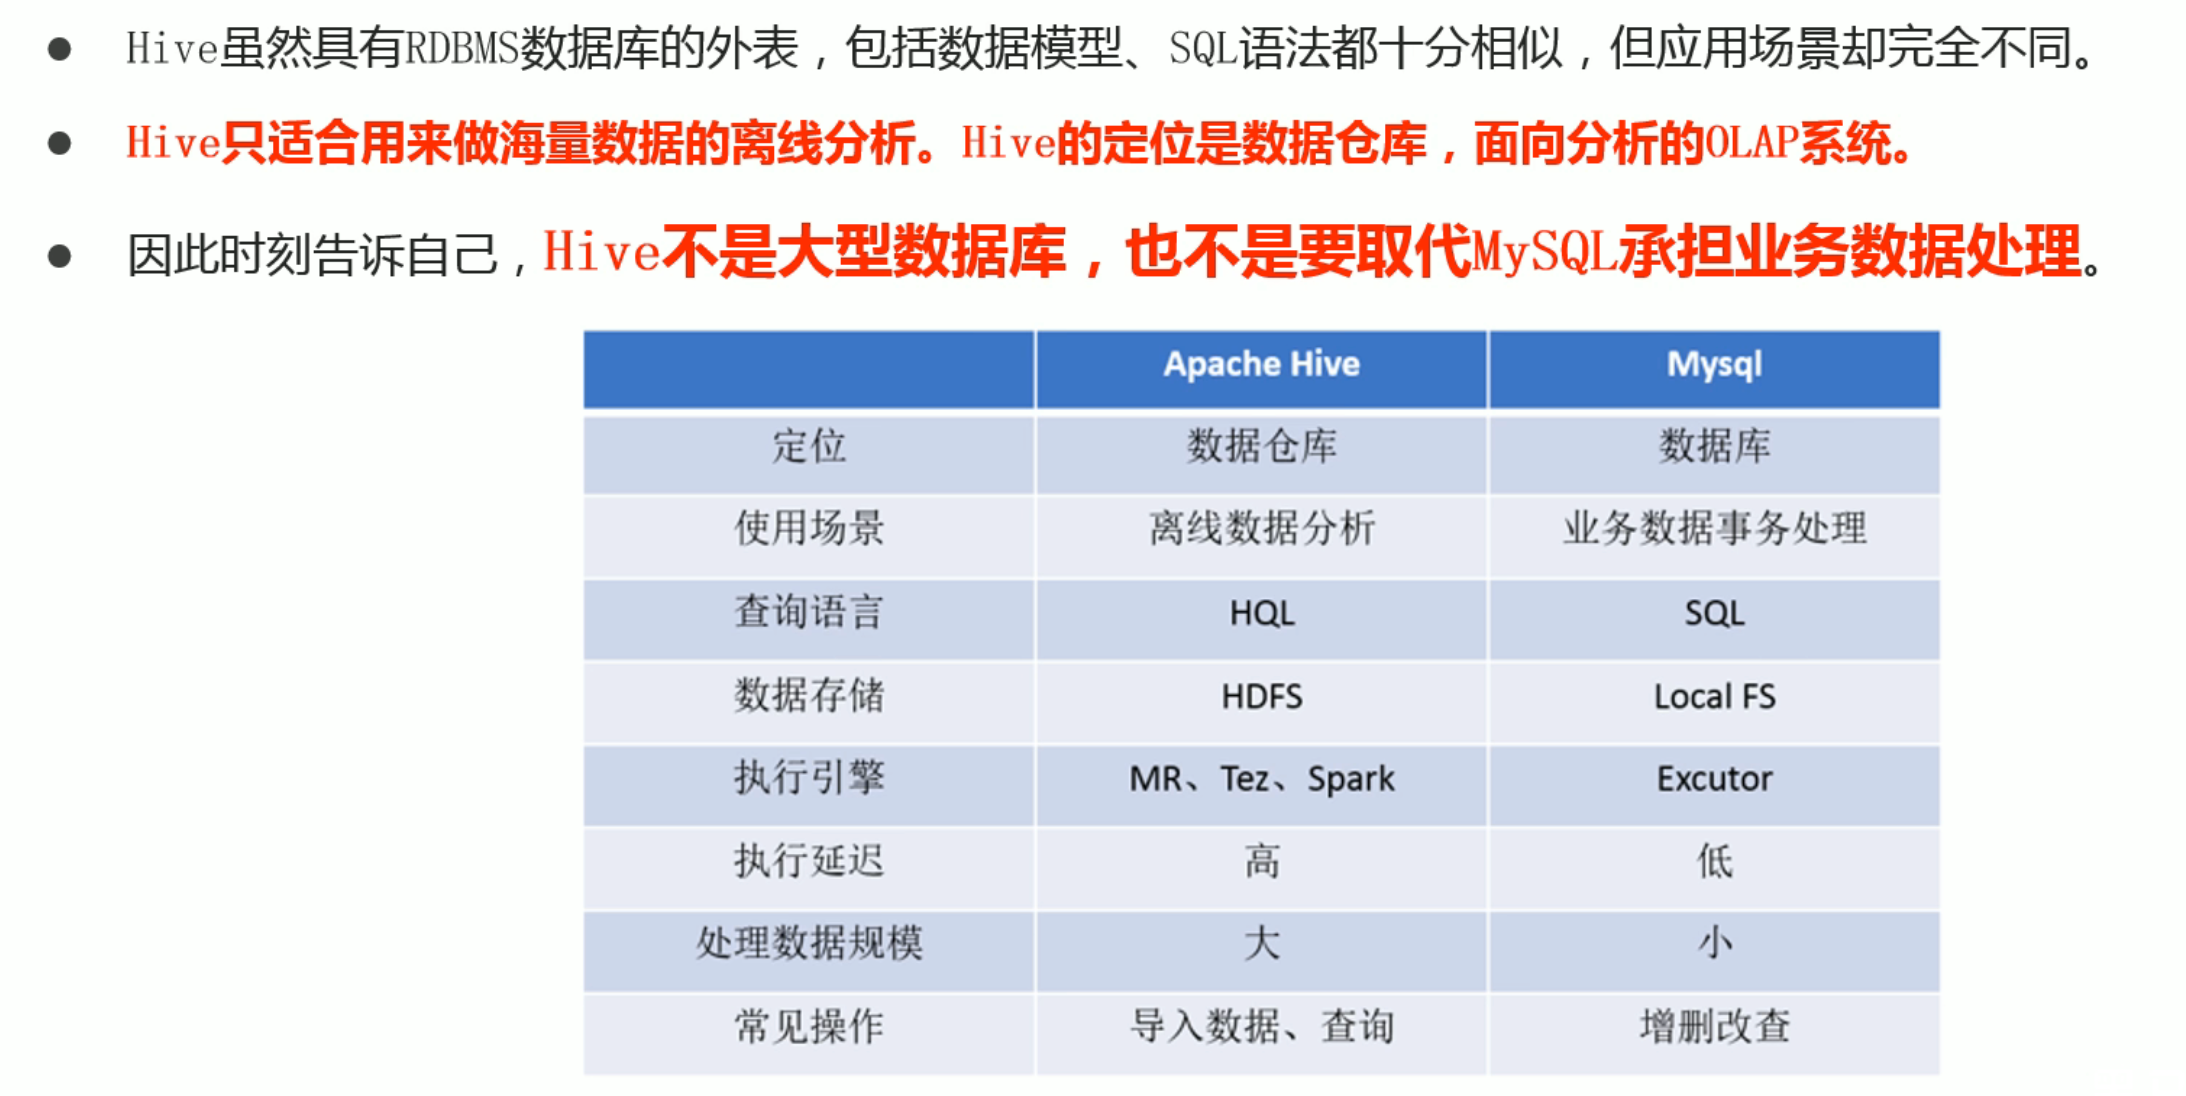 ● Hive虽然具有RDBMS数据库的外表，包括数据模型、SQL语法都十分相似，但应用场景却完全不同。
● Hive只适合用来做海量数据的离线分析。Hive的定位是数据仓库，面向分析的OLAP系统。
● 因此时刻告诉自己，Hive不是大型数据库，也不是要取代MySQL承担业务数据处理。
Apache Hive Mysql
定位 数据仓库 数据库
使用场景 离线数据分析 业务数据事务处理
查询语言 HQL SQL
数据存储 HDFS Local FS
执行引擎 MR、Tez、Spark Excutor
执行延迟 高 低
处理数据规模 大 小
常见操作 导入数据、查询 增删改查